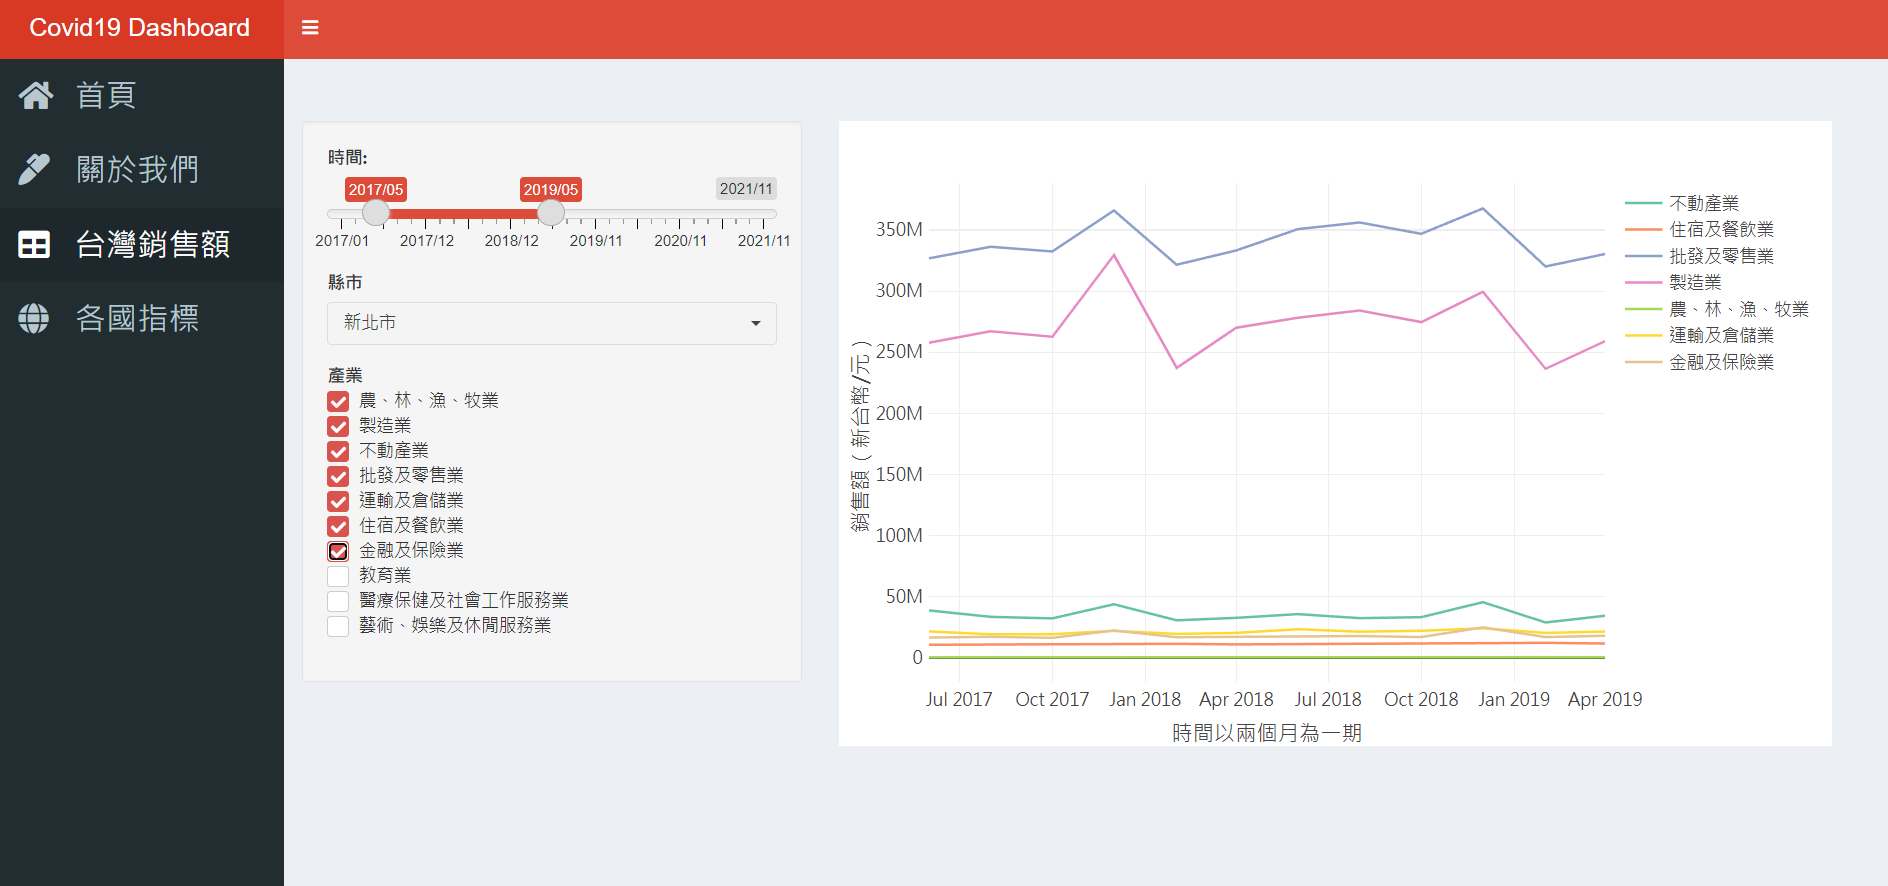 Covid19 Dashboard
首頁
關於我們
台灣銷售額
各國指標
時間:
2017/05 2019/05 2021/11
2017/01 2017/12 2018/12 2019/11 2020/11 2021/11
縣市
新北市
產業
農、林、漁、牧業
製造業
不動產業
批發及零售業
運輸及倉儲業
住宿及餐飲業
金融及保險業
教育業
醫療保健及社會工作服務業
藝術、娛樂及休閒服務業
銷售額（新台幣/元）
350M
300M
250M
200M
150M
100M
50M
0
Jul 2017 Oct 2017 Jan 2018 Apr 2018 Jul 2018 Oct 2018 Jan 2019 Apr 2019
時間以兩個月為一期
不動產業
住宿及餐飲業
批發及零售業
製造業
農、林、漁、牧業
運輸及倉儲業
金融及保險業